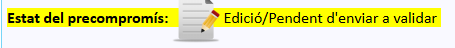 Estat del precompromís: Edició/Pendent d'enviar a validar